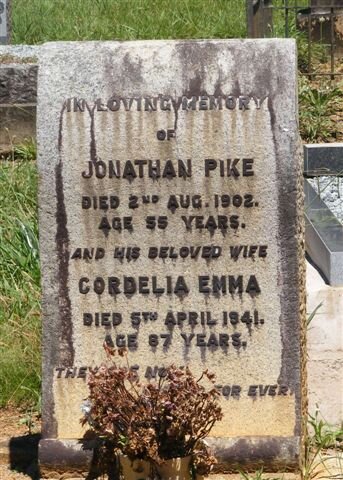 IN LOVING MEMORY
OF
JONATHAN PIKE
DIED 2ND AUG. 1902.
AGE 55 YEARS.
AND HIS BELOVED WIFE
CORDELIA EMMA
DIED 5TH APRIL 1941.
AGE 87 YEARS.
THEY
FOR EVER